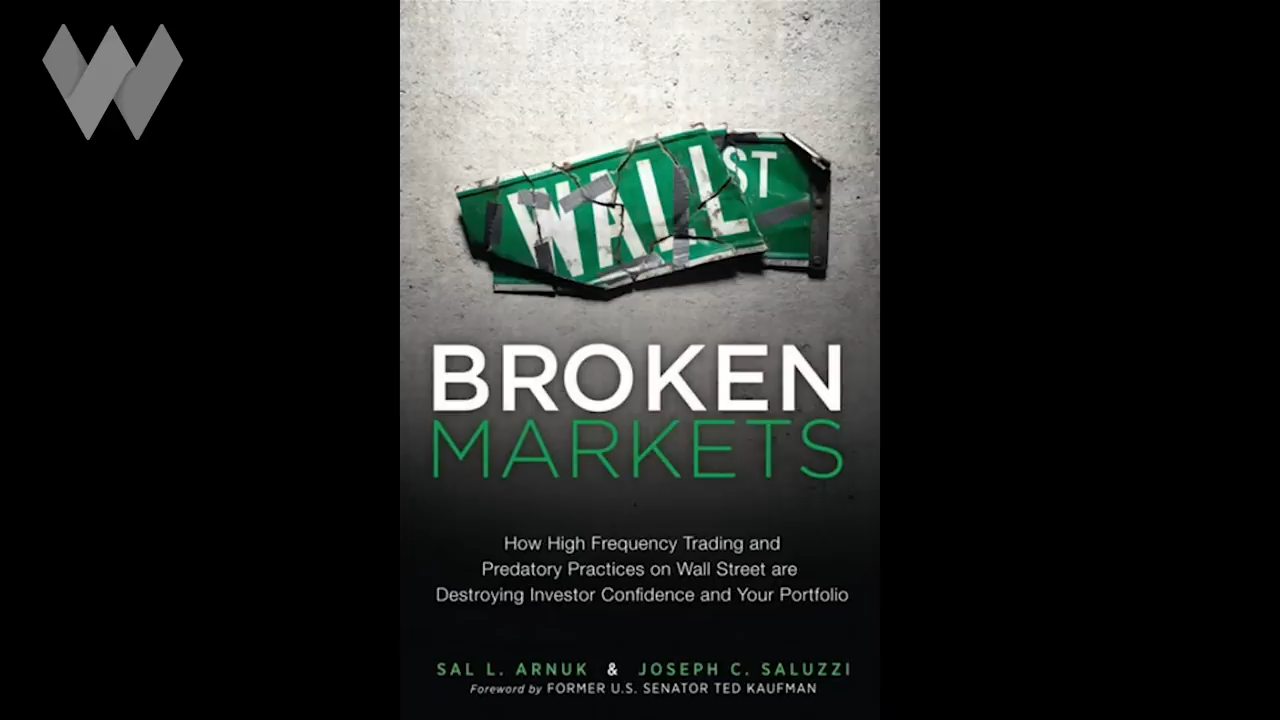 WALL ST
BROKEN
MARKETS
How High Frequency Trading and
Predatory Practices on Wall Street are
Destroying Investor Confidence and Your Portfolio
SAL L. ARNUK & JOSEPH C. SALUZZI
Foreword by FORMER U.S. SENATOR TED KAUFMAN